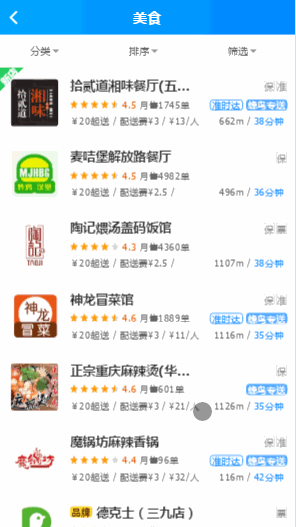 美食
分类 排序 筛选
新店
拾贰道湘味餐厅(五... 保 准
4.5 月售1745单 准时达 蜂鸟专送
¥20起送 / 配送费¥3 / ¥13/人 662m / 38分钟
麦咭堡解放路餐厅 保
4.5 月售4982单
¥20起送 / 配送费¥2.5 / 496m / 36分钟
陶记煨汤盖码饭馆 保 票
4.3 月售4360单
¥20起送 / 配送费¥2.5 / 1107m / 38分钟
神龙冒菜馆 保 准
4.6 月售1889单 准时达 蜂鸟专送
¥20起送 / 配送费¥3 / ¥11/人 1116m / 35分钟
正宗重庆麻辣烫(华... 保
4.6 月售601单 蜂鸟专送
¥20起送 / 配送费¥3 / ¥21/人 1126m / 35分钟
魔锅坊麻辣香锅 保 准
4.4 月售96单 准时达 蜂鸟专送
¥20起送 / 配送费¥3 / ¥32/人 116m / 42分钟
品牌 德克士（三九店） 票
拾贰道 湘味
MJHBG
陶记
神龙
冒菜